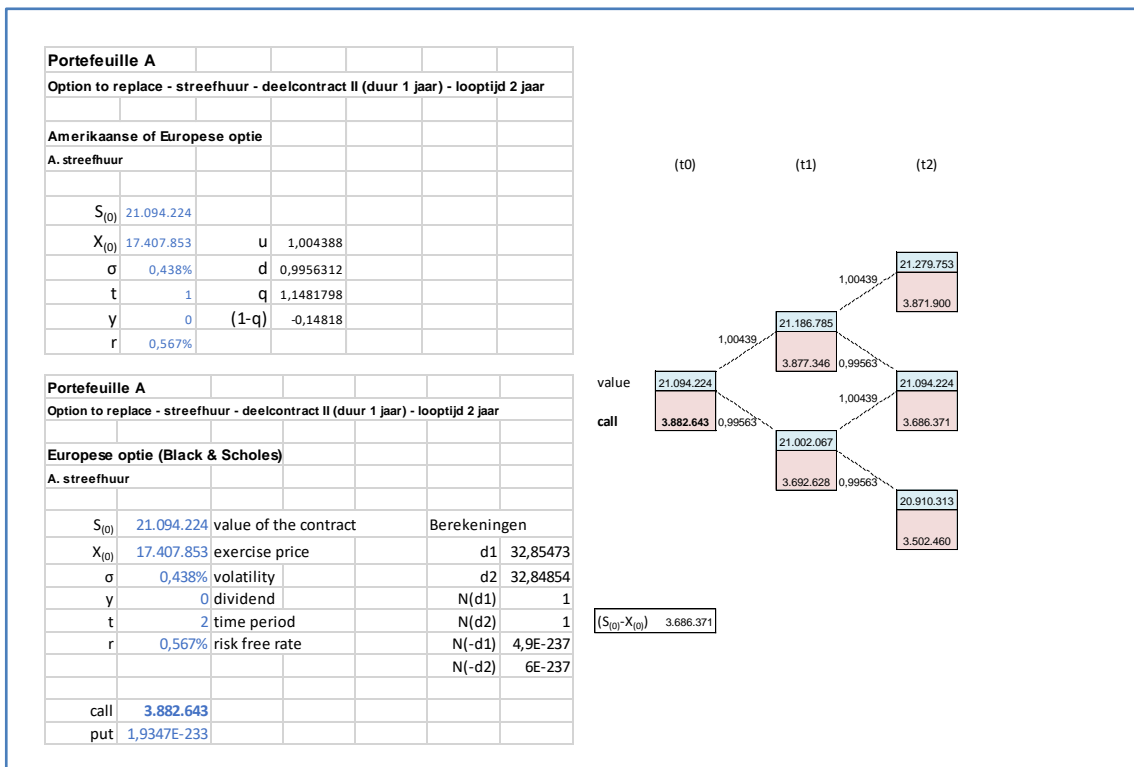 Portefeuille A
Option to replace - streefhuur - deelcontract II (duur 1 jaar) - looptijd 2 jaar
Amerikaanse of Europese optie
A. streefhuur
S(0) 21.094.224
X(0) 17.407.853 u 1,004388
σ 0,438% d 0,9956312
t 1 q 1,1481798
y 0 (1-q) -0,14818
r 0,567%
Portefeuille A
Option to replace - streefhuur - deelcontract II (duur 1 jaar) - looptijd 2 jaar
Europese optie (Black & Scholes)
A. streefhuur
S(0) 21.094.224 value of the contract Berekeningen
X(0) 17.407.853 exercise price d1 32,85473
σ 0,438% volatility d2 32,84854
y 0 dividend N(d1) 1
t 2 time period N(d2) 1
r 0,567% risk free rate N(-d1) 4,9E-237
N(-d2) 6E-237
call 3.882.643
put 1,9347E-233
(t0) (t1) (t2)
21.279.753
1,00439
3.871.900
21.186.785
1,00439
3.877.346 0,99563
value 21.094.224 21.094.224
1,00439
call 3.882.643 0,99563 3.686.371
21.002.067
3.692.628 0,99563
20.910.313
3.502.460
(S(0)-X(0)) 3.686.371